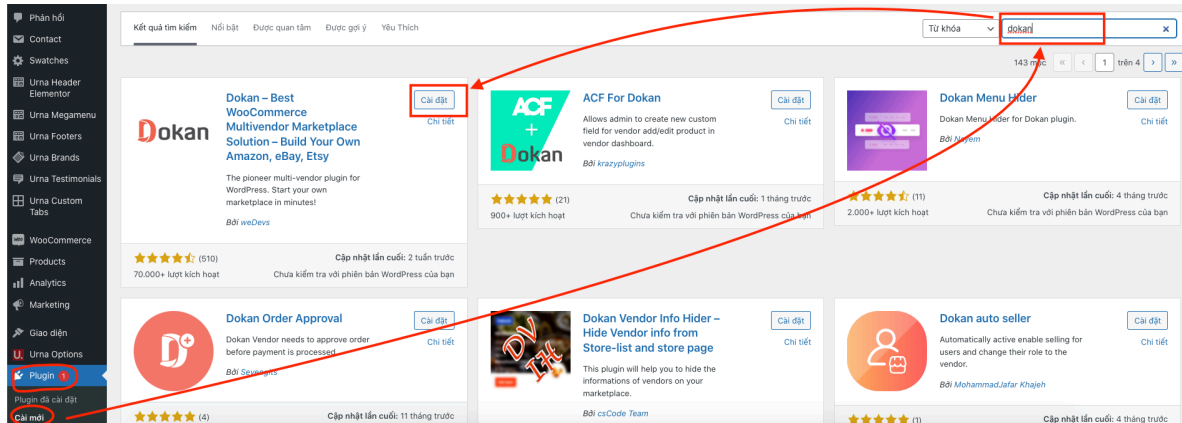 Phản hồi
Contact
Swatches
Urna Header
Elementor
Urna Megamenu
Urna Footers
Urna Brands
Urna Testimonials
Urna Custom
Tabs
WooCommerce
Products
Analytics
Marketing
Giao diện
Urna Options
Plugin 1
Plugin đã cài đặt
Cài mới
Kết quả tìm kiếm Nổi bật Được quan tâm Được gợi ý Yêu Thích
Từ khóa dokan
143 mục « ‹ 1 trên 4 › »
Dokan
Dokan – Best
WooCommerce
Multivendor Marketplace
Solution – Build Your Own
Amazon, eBay, Etsy
Cài đặt
Chi tiết
The pioneer multi-vendor plugin for
WordPress. Start your own
marketplace in minutes!
Bởi weDevs
(510)
Cập nhật lần cuối: 2 tuần trước
70.000+ lượt kích hoạt
Chưa kiểm tra với phiên bản WordPress của bạn
ACF
+
Dokan
ACF For Dokan
Cài đặt
Chi tiết
Allows admin to create new custom
field for vendor add/edit product in
vendor dashboard.
Bởi krazyplugins
(21)
Cập nhật lần cuối: 1 tháng trước
900+ lượt kích hoạt
Chưa kiểm tra với phiên bản WordPress của bạn
Dokan Menu Hider
Cài đặt
Chi tiết
Dokan Menu Hider for Dokan plugin.
Bởi Nayem
(11)
Cập nhật lần cuối: 4 tháng trước
2.000+ lượt kích hoạt
Chưa kiểm tra với phiên bản WordPress của bạn
Dokan Order Approval
Cài đặt
Chi tiết
Dokan Vendor needs to approve order
before payment is processed.
Bởi Sevengits
(4)
Cập nhật lần cuối: 11 tháng trước
DV
IH
Dokan Vendor Info Hider –
Hide Vendor info from
Store-list and store page
Cài đặt
Chi tiết
This plugin will help you to hide the
informations of vendors on your
marketplace.
Bởi csCode Team
Dokan auto seller
Cài đặt
Chi tiết
Automatically active enable selling for
users and change their role to the
vendor.
Bởi MohammadJafar Khajeh
(1)
Cập nhật lần cuối: 4 tháng trước